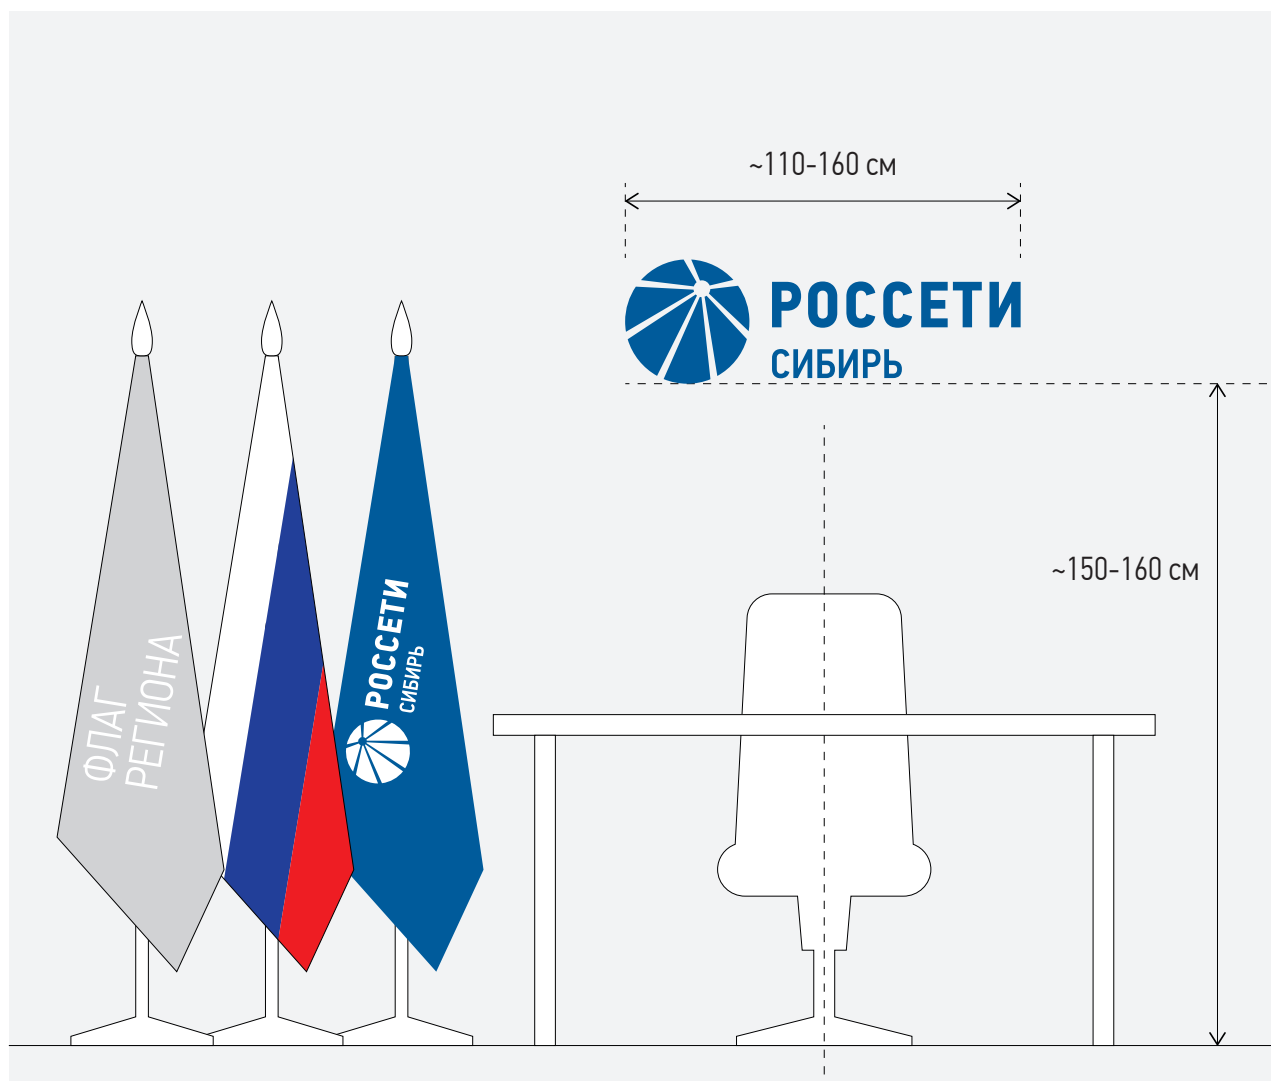 ~110-160 см
РОССЕТИ
СИБИРЬ
~150-160 см
ФЛАГ
РЕГИОНА
РОССЕТИ
СИБИРЬ